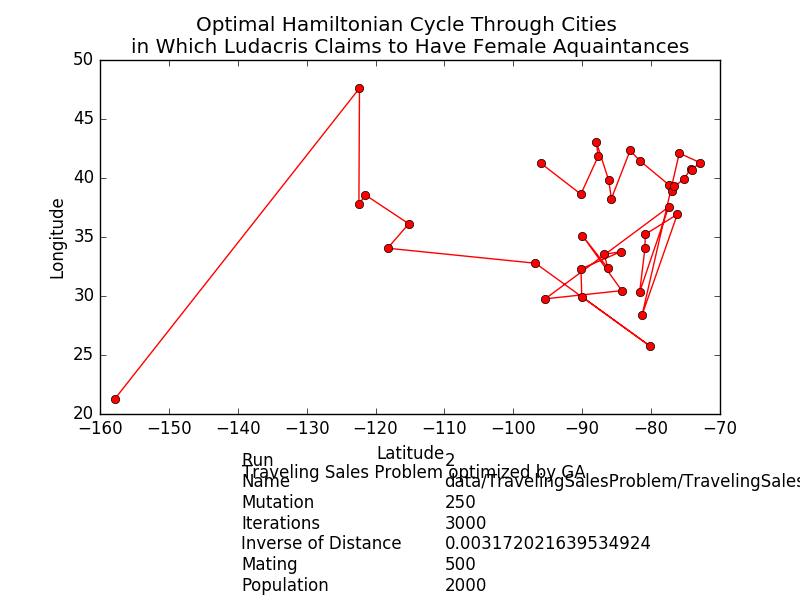 Optimal Hamiltonian Cycle Through Cities
in Which Ludacris Claims to Have Female Aquaintances
50
45
40
35
30
25
20
Longitude
−160 −150 −140 −130 −120 −110 −100 −90 −80 −70
Latitude
Run 2
Traveling Sales Problem optimized by GA
Name data/TravelingSalesProblem/TravelingSales
Mutation 250
Iterations 3000
Inverse of Distance 0.003172021639534924
Mating 500
Population 2000